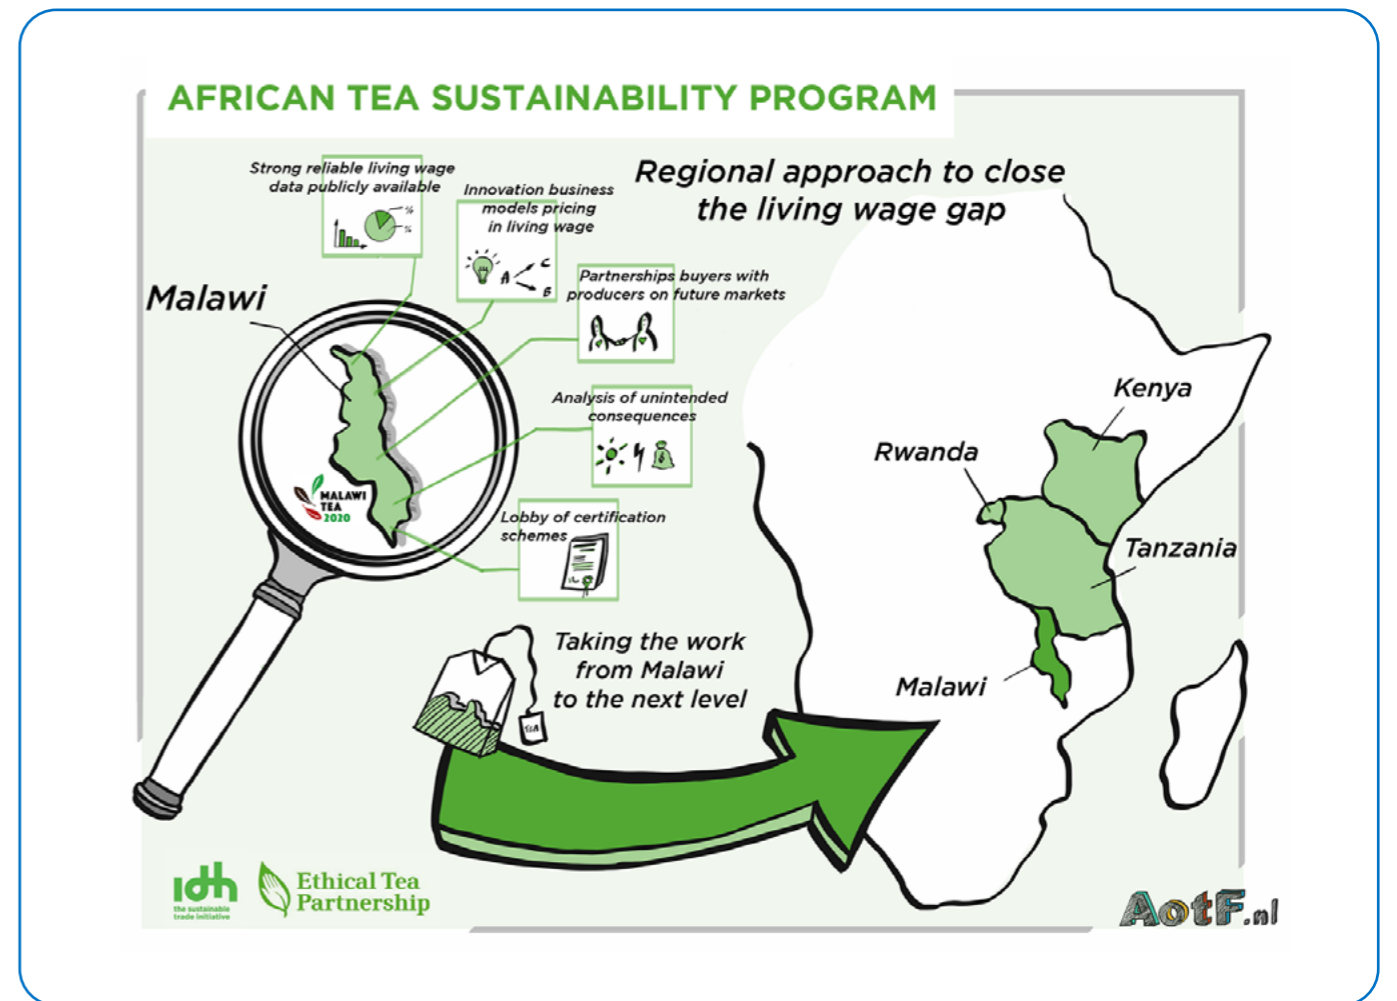 AFRICAN TEA SUSTAINABILITY PROGRAM
Strong reliable living wage
data publicly available
Innovation business
models pricing
in living wage
A
C
B
Regional approach to close
the living wage gap
Partnerships buyers with
producers on future markets
Malawi
Analysis of unintended
consequences
$
MALAWI
TEA
2020
Lobby of certification
schemes
Kenya
Rwanda
Tanzania
Malawi
Taking the work
from Malawi
to the next level
TEA
idh
the sustainable
trade initiative
Ethical Tea
Partnership
AotF.nl